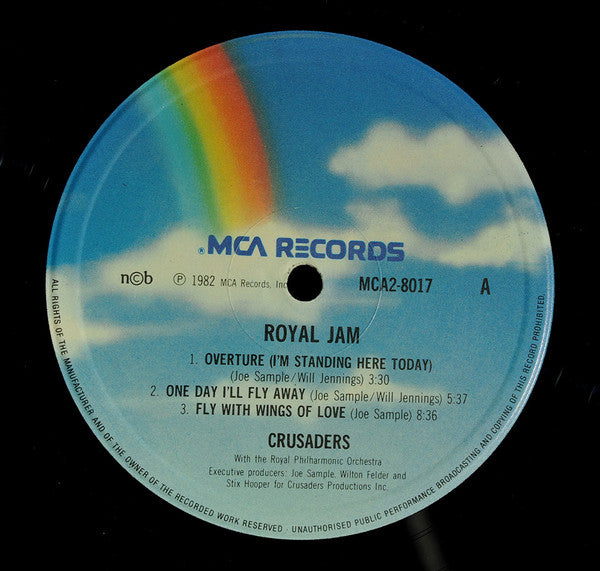 ® MCA RECORDS
n©b ℗ 1982 MCA Records, Inc. MCA2-8017 A
ROYAL JAM
1. OVERTURE (I'M STANDING HERE TODAY)
(Joe Sample/Will Jennings) 3:30
2. ONE DAY I'LL FLY AWAY (Joe Sample/Will Jennings) 5:37
3. FLY WITH WINGS OF LOVE (Joe Sample) 8:36
CRUSADERS
With the Royal Philharmonic Orchestra
Executive producers: Joe Sample, Wilton Felder and
Stix Hooper for Crusaders Productions Inc.
ALL RIGHTS OF THE MANUFACTURER AND OF THE OWNER OF THE RECORDED WORK RESERVED · UNAUTHORISED PUBLIC PERFORMANCE BROADCASTING AND COPYING OF THIS RECORD PROHIBITED.